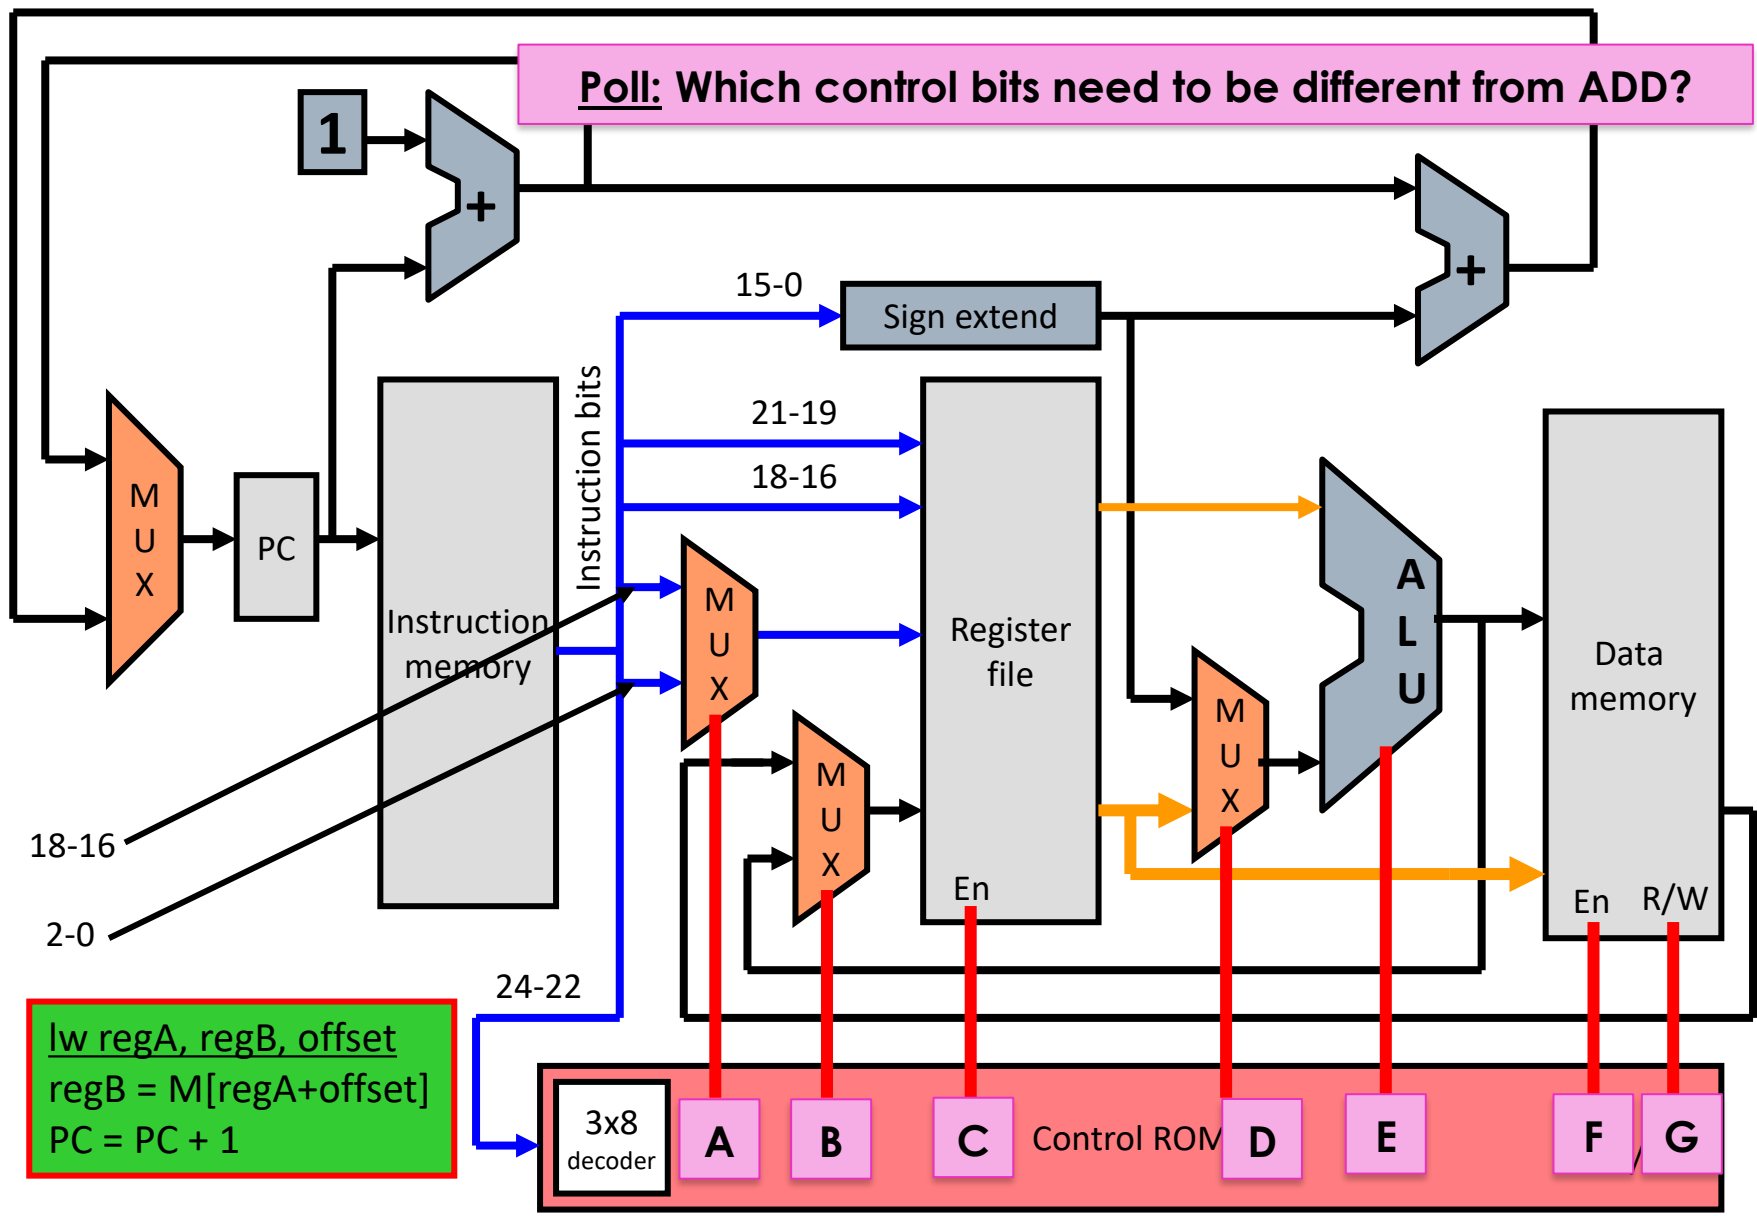 Poll: Which control bits need to be different from ADD?
1
+
+
15-0
Sign extend
Instruction bits
21-19
18-16
M
U
X
PC
Instruction
memory
M
U
X
Register
file
En
M
U
X
M
U
X
A
L
U
Data
memory
En
R/W
18-16
2-0
24-22
lw regA, regB, offset
regB = M[regA+offset]
PC = PC + 1
3x8
decoder
A
B
C
Control ROM
D
E
F
G